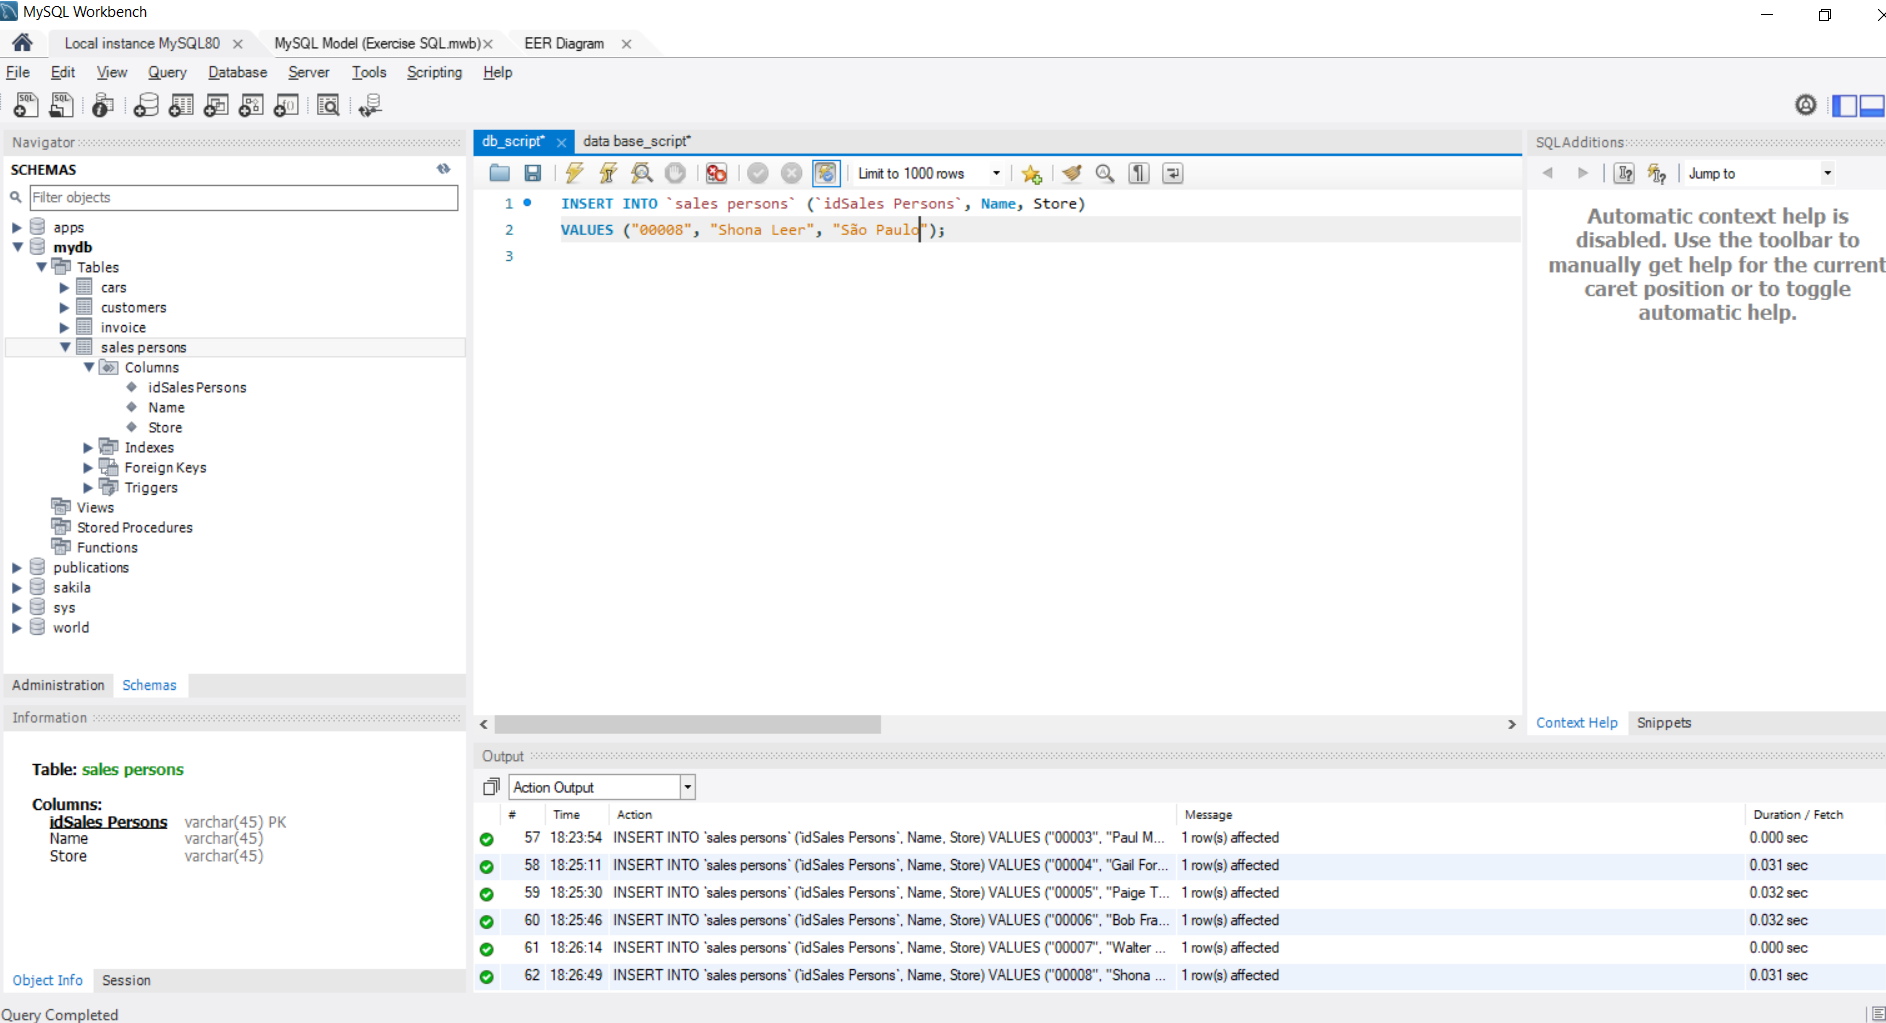 MySQL Workbench
Local instance MySQL80
MySQL Model (Exercise SQL.mwb)
EER Diagram
File Edit View Query Database Server Tools Scripting Help
Navigator
SCHEMAS
Filter objects
apps
mydb
Tables
cars
customers
invoice
sales persons
Columns
idSales Persons
Name
Store
Indexes
Foreign Keys
Triggers
Views
Stored Procedures
Functions
publications
sakila
sys
world
Administration Schemas
Information
Table: sales persons
Columns:
idSales Persons varchar(45) PK
Name varchar(45)
Store varchar(45)
Object Info Session
Query Completed
db_script* data base_script*
Limit to 1000 rows
1 INSERT INTO `sales persons` (`idSales Persons`, Name, Store)
2 VALUES ("00008", "Shona Leer", "São Paulo");
3
Output
Action Output
# Time Action Message Duration / Fetch
57 18:23:54 INSERT INTO `sales persons` (`idSales Persons`, Name, Store) VALUES ("00003", "Paul M... 1 row(s) affected 0.000 sec
58 18:25:11 INSERT INTO `sales persons` (`idSales Persons`, Name, Store) VALUES ("00004", "Gail For... 1 row(s) affected 0.031 sec
59 18:25:30 INSERT INTO `sales persons` (`idSales Persons`, Name, Store) VALUES ("00005", "Paige T... 1 row(s) affected 0.032 sec
60 18:25:46 INSERT INTO `sales persons` (`idSales Persons`, Name, Store) VALUES ("00006", "Bob Fra... 1 row(s) affected 0.032 sec
61 18:26:14 INSERT INTO `sales persons` (`idSales Persons`, Name, Store) VALUES ("00007", "Walter ... 1 row(s) affected 0.000 sec
62 18:26:49 INSERT INTO `sales persons` (`idSales Persons`, Name, Store) VALUES ("00008", "Shona ... 1 row(s) affected 0.031 sec
SQLAdditions
Jump to
Automatic context help is
disabled. Use the toolbar to
manually get help for the current
caret position or to toggle
automatic help.
Context Help Snippets